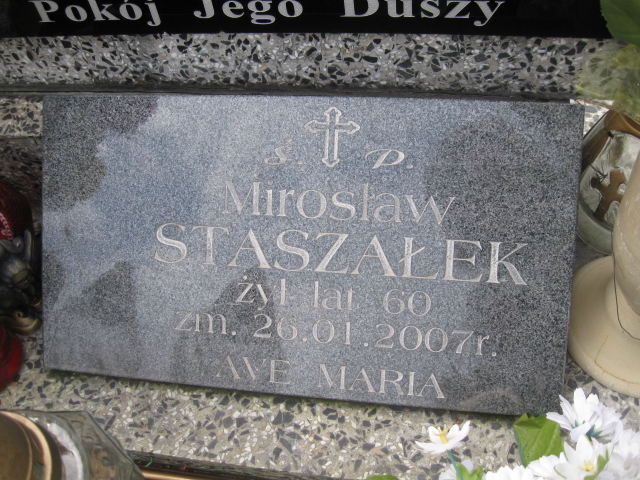 Pokój Jego Duszy
Ś. P.
Mirosław
STASZAŁEK
żył lat 60
zm. 26.01.2007r.
AVE MARIA